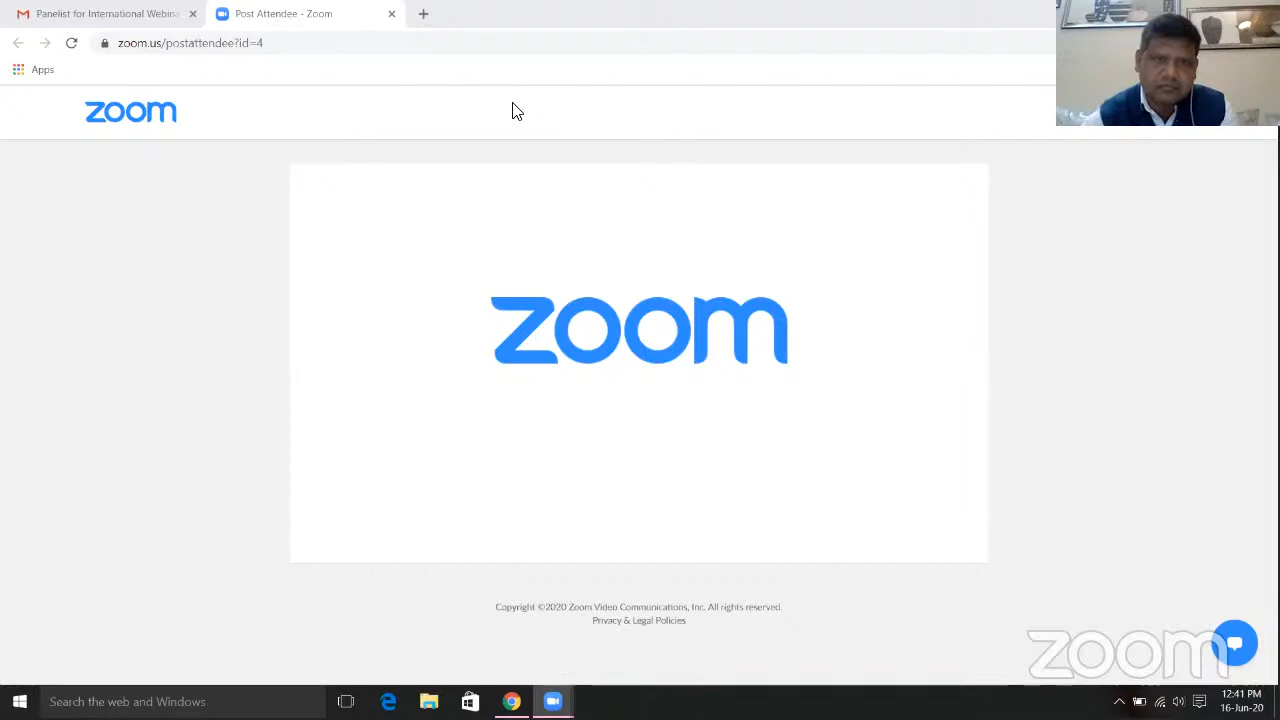 Panelist for International Webina
Post Attendee - Zoom
zoom.us/postattendee?id=4
Apps
zoom
zoom
Copyright ©2020 Zoom Video Communications, Inc. All rights reserved.
Privacy & Legal Policies
zoom
Search the web and Windows
12:41 PM
16-Jun-20